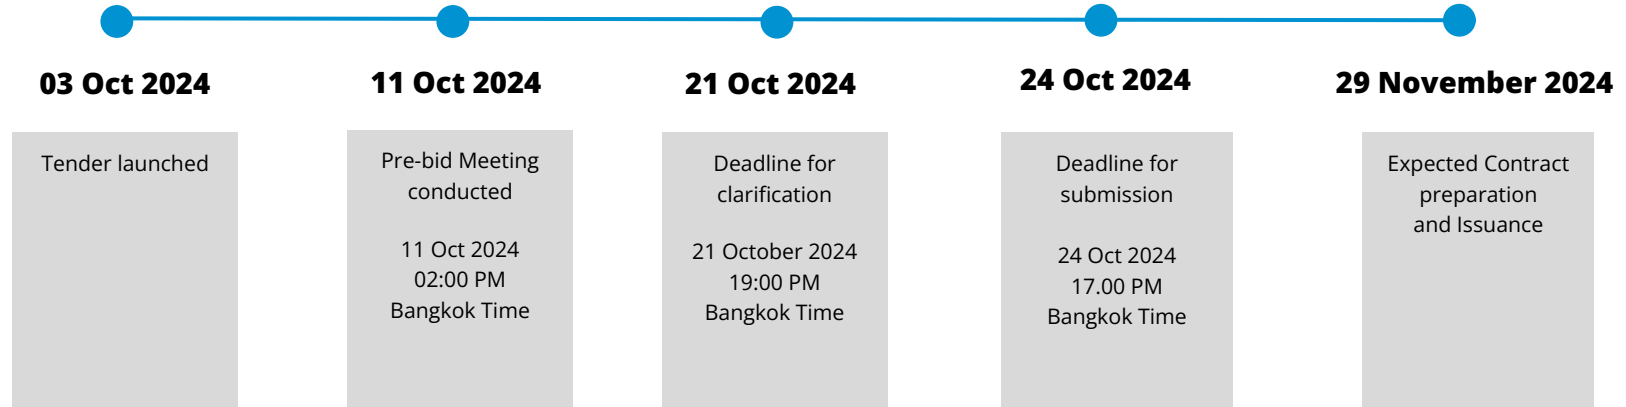 03 Oct 2024
Tender launched
11 Oct 2024
Pre-bid Meeting
conducted
11 Oct 2024
02:00 PM
Bangkok Time
21 Oct 2024
Deadline for
clarification
21 October 2024
19:00 PM
Bangkok Time
24 Oct 2024
Deadline for
submission
24 Oct 2024
17.00 PM
Bangkok Time
29 November 2024
Expected Contract
preparation
and Issuance